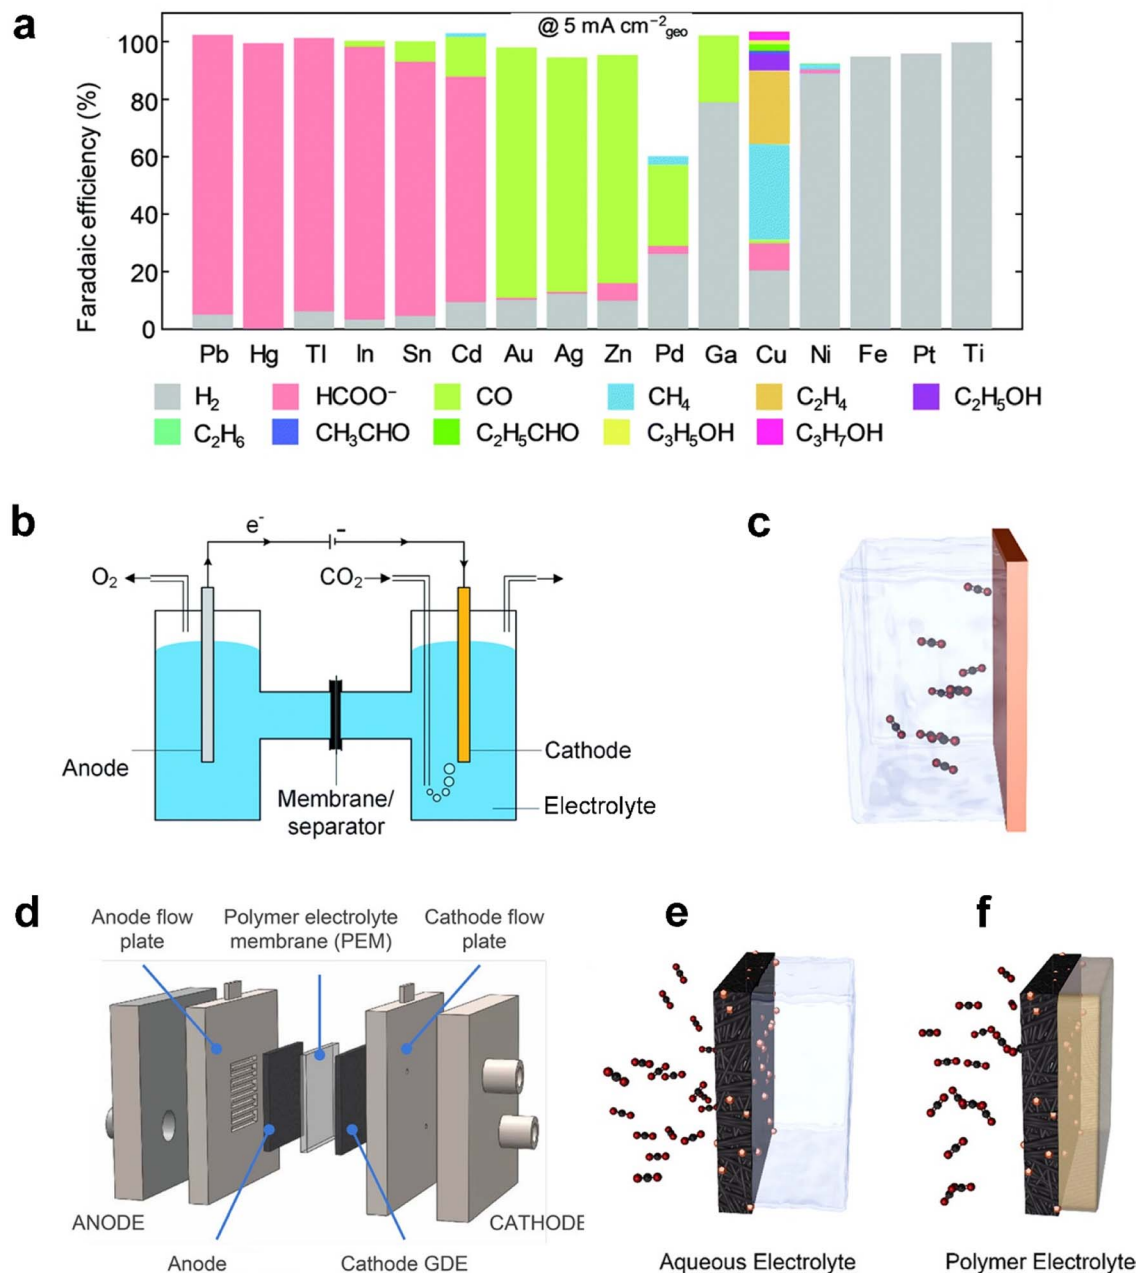 a
@ 5 mA cm⁻²geo
Faradaic efficiency (%)
100
80
60
40
20
0
Pb Hg Tl In Sn Cd Au Ag Zn Pd Ga Cu Ni Fe Pt Ti
H₂ HCOO⁻ CO CH₄ C₂H₄ C₂H₅OH
C₂H₆ CH₃CHO C₂H₅CHO C₃H₅OH C₃H₇OH
b
e⁻
-
O₂
CO₂
Anode
Cathode
Membrane/
separator
Electrolyte
c
d
Anode flow
plate
Polymer electrolyte
membrane (PEM)
Cathode flow
plate
ANODE
CATHODE
Anode
Cathode GDE
e
Aqueous Electrolyte
f
Polymer Electrolyte